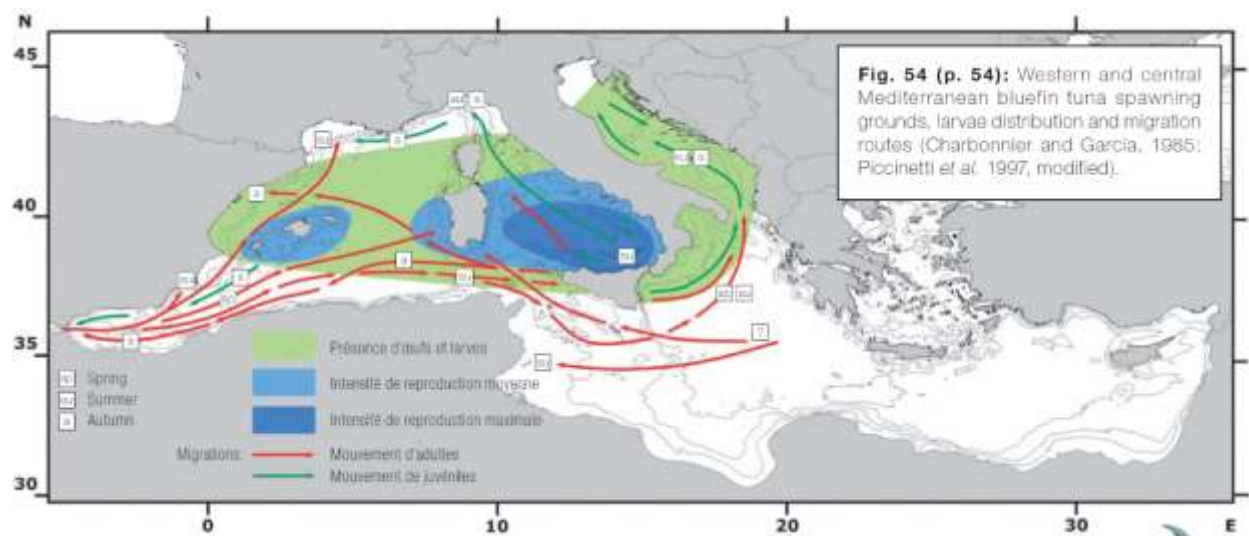 N
45
40
35
30
0
10
20
30
E
Fig. 54 (p. 54): Western and central
Mediterranean bluefin tuna spawning
grounds, larvae distribution and migration
routes (Charbonnier and Garcia, 1985;
Piccinetti et al. 1997, modified).
Spring
Summer
Autumn
Présence d'œufs et larves
Intensité de reproduction moyenne
Intensité de reproduction maximale
Migrations:
Mouvement d'adultes
Mouvement de juvéniles
?